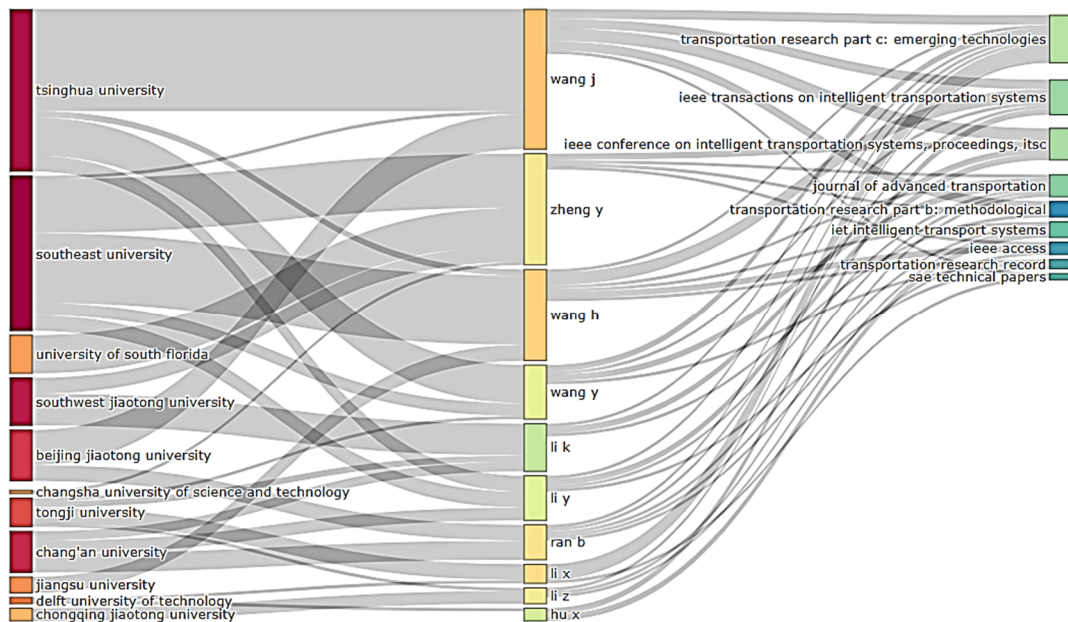 tsinghua university
southeast university
university of south florida
southwest jiaotong university
beijing jiaotong university
changsha university of science and technology
tongji university
chang'an university
jiangsu university
delft university of technology
chongqing jiaotong university
wang j
zheng y
wang h
wang y
li k
li y
ran b
li x
li z
hu x
transportation research part c: emerging technologies
ieee transactions on intelligent transportation systems
ieee conference on intelligent transportation systems, proceedings, itsc
journal of advanced transportation
transportation research part b: methodological
iet intelligent transport systems
ieee access
transportation research record
sae technical papers